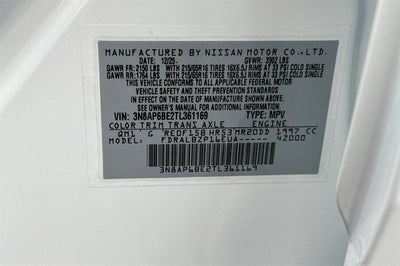 MANUFACTURED BY NISSAN MOTOR CO.,LTD.
DATE: 12/25. GVWR: 3902 LBS
GAWR FR: 2150 LBS WITH 215/65R16 TIRES 16X6.5J RIMS AT 33 PSI COLD SINGLE
GAWR RR: 1764 LBS WITH 215/65R16 TIRES 16X6.5J RIMS AT 33 PSI COLD SINGLE
THIS VEHICLE CONFORMS TO ALL APPLICABLE
FEDERAL MOTOR VEHICLE SAFETY
STANDARDS IN EFFECT ON THE DATE OF MANUFACTURE SHOWN ABOVE.
SEE OWNER'S MANUAL FOR ADDITIONAL INFORMATION.
VIN: 3N8AP6BE2TL361169 TYPE: MPV
COLOR TRIM TRANS AXLE ENGINE
QM1 G RE0F15B HR53 MR20DD 1997 CC
FDRALBZP16EUA----- 42000
3N8AP6BE2TL361169